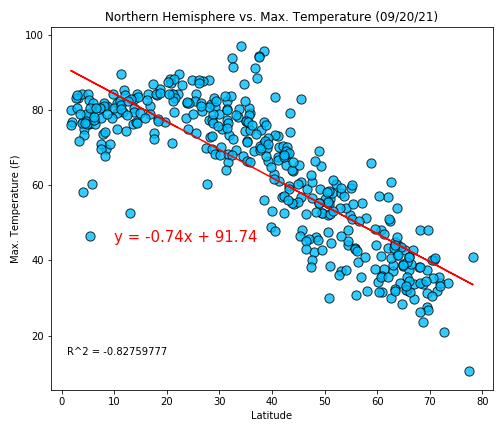 Northern Hemisphere vs. Max. Temperature (09/20/21)
100
80
60
40
20
Max. Temperature (F)
y = -0.74x + 91.74
R^2 = -0.82759777
0 10 20 30 40 50 60 70 80
Latitude